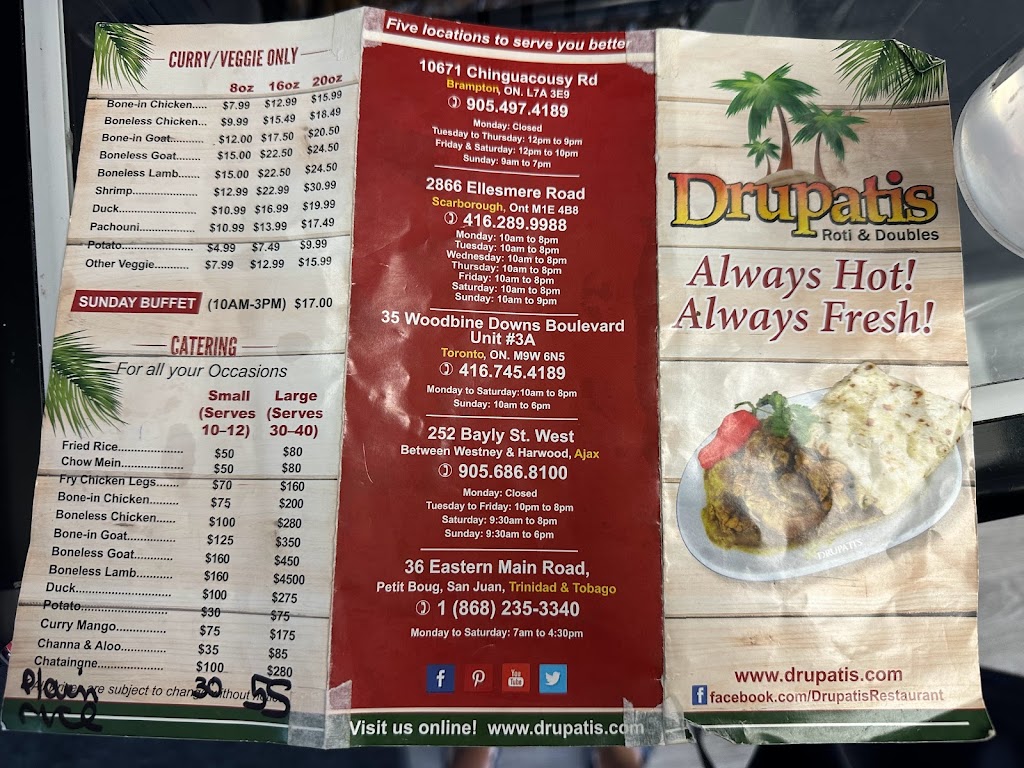 CURRY/VEGGIE ONLY
8oz 16oz 20oz
Bone-in Chicken..... $7.99 $12.99 $15.99
Boneless Chicken... $9.99 $15.49 $18.49
Bone-in Goat.......... $12.00 $17.50 $20.50
Boneless Goat....... $15.00 $22.50 $24.50
Boneless Lamb...... $15.00 $22.50 $24.50
Shrimp................... $12.99 $22.99 $30.99
Duck....................... $10.99 $16.99 $19.99
Pachouni................ $10.99 $13.99 $17.49
Potato..................... $4.99 $7.49 $9.99
Other Veggie.......... $7.99 $12.99 $15.99
SUNDAY BUFFET (10AM-3PM) $17.00
CATERING
For all your Occasions
Small (Serves 10–12) Large (Serves 30–40)
Fried Rice................... $50 $80
Chow Mein................... $50 $80
Fry Chicken Legs........ $70 $160
Bone-in Chicken......... $75 $200
Boneless Chicken...... $100 $280
Bone-in Goat.............. $125 $350
Boneless Goat........... $160 $450
Boneless Lamb........... $160 $4500
Duck............................ $100 $275
Potato.......................... $30 $75
Curry Mango............... $75 $175
Channa & Aloo............. $35 $85
Chataingne.................. $100 $280
are subject to change without
Plain 30 55
Rice
Five locations to serve you better
10671 Chinguacousy Rd
Brampton, ON. L7A 3E9
905.497.4189
Monday: Closed
Tuesday to Thursday: 12pm to 9pm
Friday & Saturday: 12pm to 10pm
Sunday: 9am to 7pm
2866 Ellesmere Road
Scarborough, Ont M1E 4B8
416.289.9988
Monday: 10am to 8pm
Tuesday: 10am to 8pm
Wednesday: 10am to 8pm
Thursday: 10am to 8pm
Friday: 10am to 8pm
Saturday: 10am to 8pm
Sunday: 10am to 9pm
35 Woodbine Downs Boulevard
Unit #3A
Toronto, ON. M9W 6N5
416.745.4189
Monday to Saturday:10am to 8pm
Sunday: 10am to 6pm
252 Bayly St. West
Between Westney & Harwood, Ajax
905.686.8100
Monday: Closed
Tuesday to Friday: 10pm to 8pm
Saturday: 9:30am to 8pm
Sunday: 9:30am to 6pm
36 Eastern Main Road,
Petit Boug, San Juan, Trinidad & Tobago
1 (868) 235-3340
Monday to Saturday: 7am to 4:30pm
You Tube
Visit us online! www.drupatis.com
Drupatis
Roti & Doubles
Always Hot!
Always Fresh!
DRUPATI'S
www.drupatis.com
facebook.com/DrupatisRestaurant